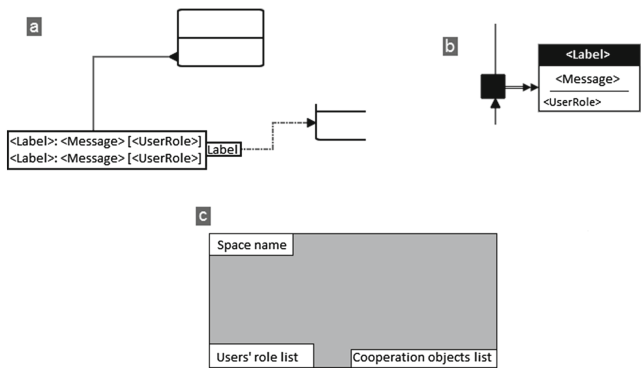 a
<Label>: <Message> [<UserRole>]
<Label>: <Message> [<UserRole>]
Label
b
<Label>
<Message>
<UserRole>
c
Space name
Users' role list
Cooperation objects list